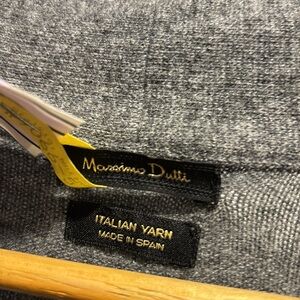 Massimo Dutti
ITALIAN YARN
MADE IN SPAIN